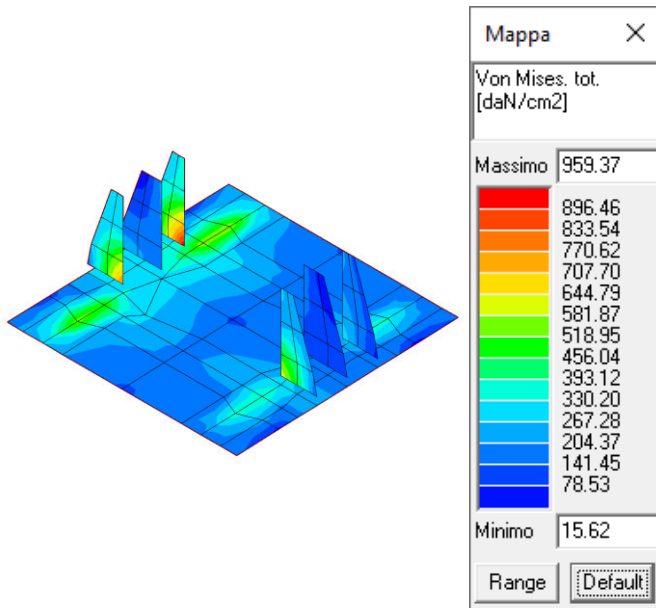 Mappa
Von Mises. tot.
[daN/cm2]
Massimo 959.37
896.46
833.54
770.62
707.70
644.79
581.87
518.95
456.04
393.12
330.20
267.28
204.37
141.45
78.53
Minimo 15.62
Range Default